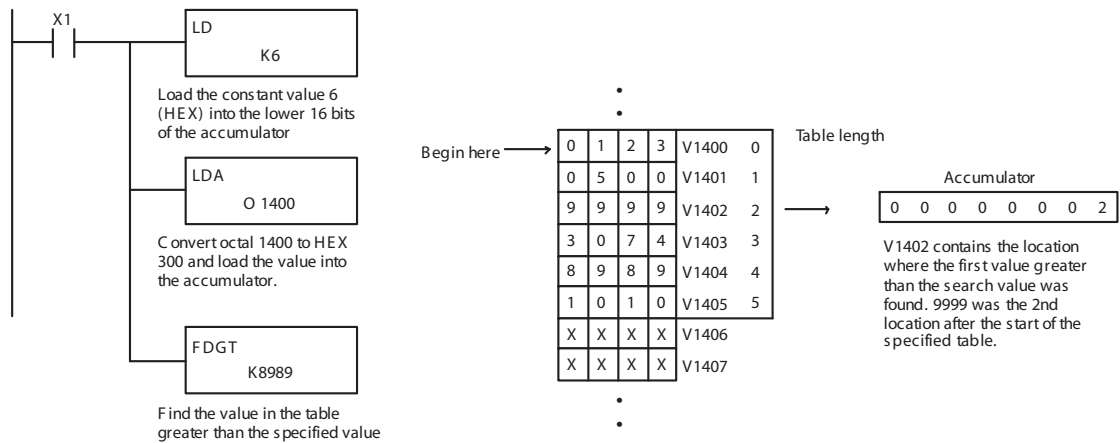 X1
LD
K6
Load the constant value 6
(HEX) into the lower 16 bits
of the accumulator
LDA
O 1400
Convert octal 1400 to HEX
300 and load the value into
the accumulator.
FDGT
K8989
Find the value in the table
greater than the specified value
Begin here
Table length
0 1 2 3 V1400 0
0 5 0 0 V1401 1
9 9 9 9 V1402 2
3 0 7 4 V1403 3
8 9 8 9 V1404 4
1 0 1 0 V1405 5
X X X X V1406
X X X X V1407
Accumulator
0 0 0 0 0 0 0 2
V1402 contains the location
where the first value greater
than the search value was
found. 9999 was the 2nd
location after the start of the
specified table.